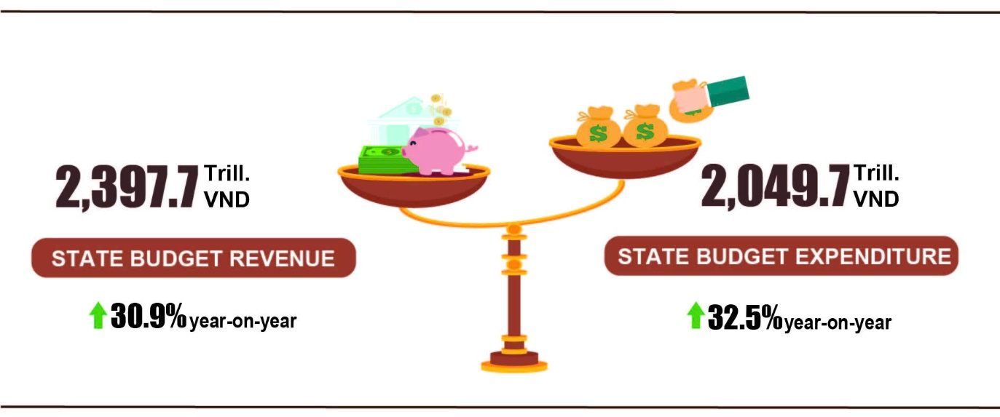 2,397.7 Trill.
VND
STATE BUDGET REVENUE
30.9% year-on-year
$ $
2,049.7 Trill.
VND
STATE BUDGET EXPENDITURE
32.5% year-on-year